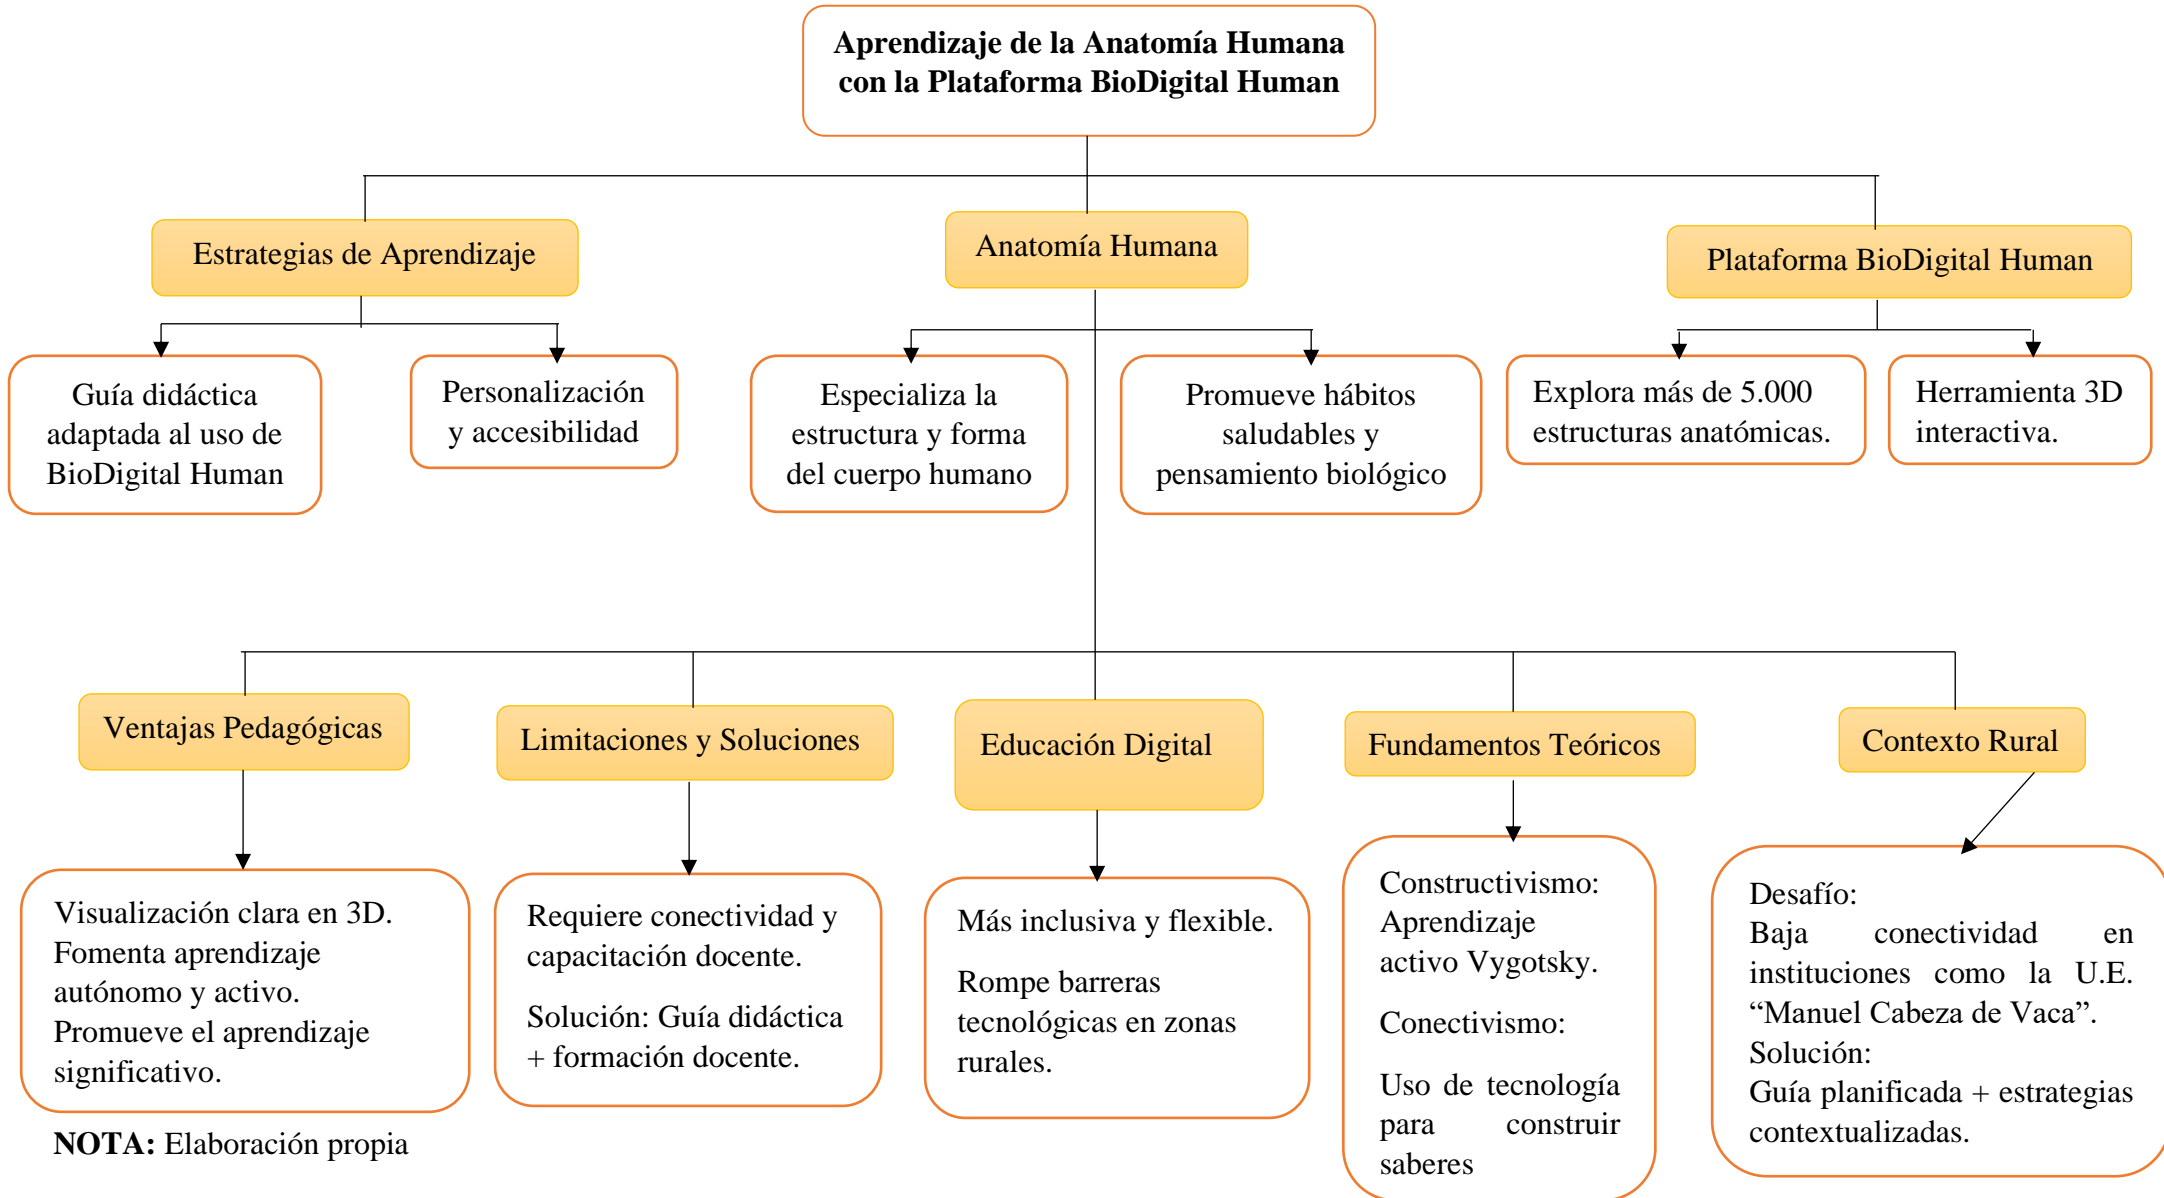 Aprendizaje de la Anatomía Humana
con la Plataforma BioDigital Human
Estrategias de Aprendizaje
Anatomía Humana
Plataforma BioDigital Human
Guía didáctica
adaptada al uso de
BioDigital Human
Personalización
y accesibilidad
Especializa la
estructura y forma
del cuerpo humano
Promueve hábitos
saludables y
pensamiento biológico
Explora más de 5.000
estructuras anatómicas.
Herramienta 3D
interactiva.
Ventajas Pedagógicas
Limitaciones y Soluciones
Educación Digital
Fundamentos Teóricos
Contexto Rural
Visualización clara en 3D.
Fomenta aprendizaje
autónomo y activo.
Promueve el aprendizaje
significativo.
Requiere conectividad y
capacitación docente.
Solución: Guía didáctica
+ formación docente.
Más inclusiva y flexible.
Rompe barreras
tecnológicas en zonas
rurales.
Constructivismo:
Aprendizaje
activo Vygotsky.
Conectivismo:
Uso de tecnología
para construir
saberes
Desafío:
Baja conectividad en
instituciones como la U.E.
“Manuel Cabeza de Vaca”.
Solución:
Guía planificada + estrategias
contextualizadas.
NOTA: Elaboración propia